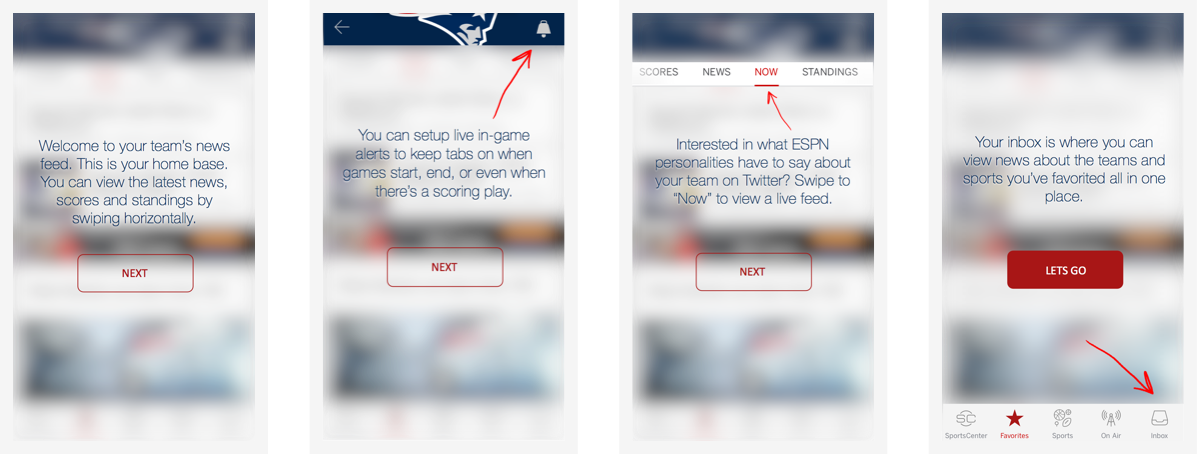 Welcome to your team's news
feed. This is your home base.
You can view the latest news,
scores and standings by
swiping horizontally.
NEXT
You can setup live in-game
alerts to keep tabs on when
games start, end, or even when
there's a scoring play.
NEXT
SCORES NEWS NOW STANDINGS
Interested in what ESPN
personalities have to say about
your team on Twitter? Swipe to
“Now” to view a live feed.
NEXT
Your inbox is where you can
view news about the teams and
sports you've favorited all in one
place.
LETS GO
SC
SportsCenter Favorites Sports On Air Inbox